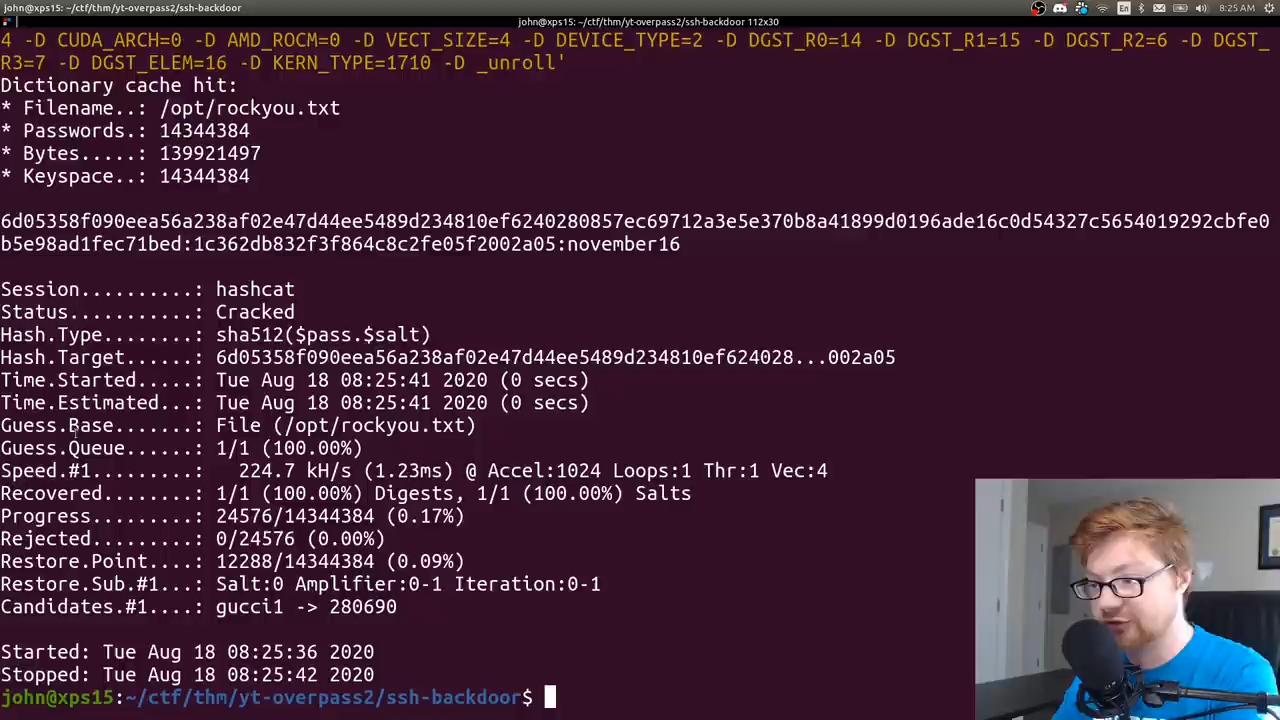 john@xps15: ~/ctf/thm/yt-overpass2/ssh-backdoor
En
8:25 AM
john@xps15:~/ctf/thm/yt-overpass2/ssh-backdoor 112x30
4 -D CUDA_ARCH=0 -D AMD_ROCM=0 -D VECT_SIZE=4 -D DEVICE_TYPE=2 -D DGST_R0=14 -D DGST_R1=15 -D DGST_R2=6 -D DGST_
R3=7 -D DGST_ELEM=16 -D KERN_TYPE=1710 -D _unroll'
Dictionary cache hit:
* Filename..: /opt/rockyou.txt
* Passwords.: 14344384
* Bytes.....: 139921497
* Keyspace..: 14344384
6d05358f090eea56a238af02e47d44ee5489d234810ef6240280857ec69712a3e5e370b8a41899d0196ade16c0d54327c5654019292cbfe0
b5e98ad1fec71bed:1c362db832f3f864c8c2fe05f2002a05:november16
Session..........: hashcat
Status...........: Cracked
Hash.Type........: sha512($pass.$salt)
Hash.Target......: 6d05358f090eea56a238af02e47d44ee5489d234810ef624028...002a05
Time.Started.....: Tue Aug 18 08:25:41 2020 (0 secs)
Time.Estimated...: Tue Aug 18 08:25:41 2020 (0 secs)
Guess.Base.......: File (/opt/rockyou.txt)
Guess.Queue......: 1/1 (100.00%)
Speed.#1.........:   224.7 kH/s (1.23ms) @ Accel:1024 Loops:1 Thr:1 Vec:4
Recovered........: 1/1 (100.00%) Digests, 1/1 (100.00%) Salts
Progress.........: 24576/14344384 (0.17%)
Rejected.........: 0/24576 (0.00%)
Restore.Point....: 12288/14344384 (0.09%)
Restore.Sub.#1...: Salt:0 Amplifier:0-1 Iteration:0-1
Candidates.#1....: gucci1 -> 280690
Started: Tue Aug 18 08:25:36 2020
Stopped: Tue Aug 18 08:25:42 2020
john@xps15:~/ctf/thm/yt-overpass2/ssh-backdoor$